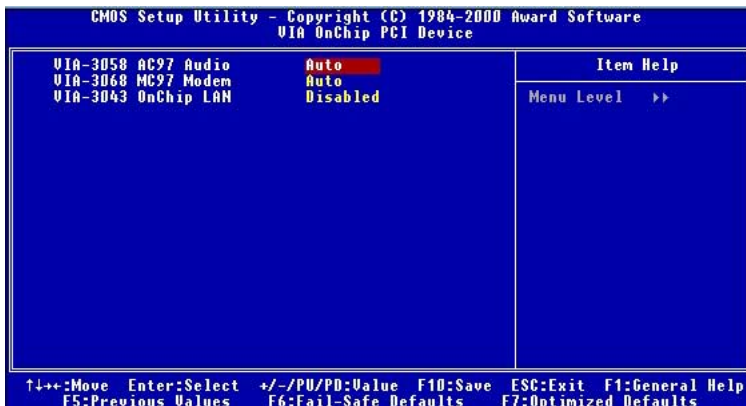 CMOS Setup Utility - Copyright (C) 1984-2000 Award Software
VIA OnChip PCI Device
VIA-3058 AC97 Audio Auto
VIA-3068 MC97 Modem Auto
VIA-3043 OnChip LAN Disabled
Item Help
Menu Level ▸▸
↑↓→←:Move Enter:Select +/-/PU/PD:Value F10:Save ESC:Exit F1:General Help
F5:Previous Values F6:Fail-Safe Defaults F7:Optimized Defaults